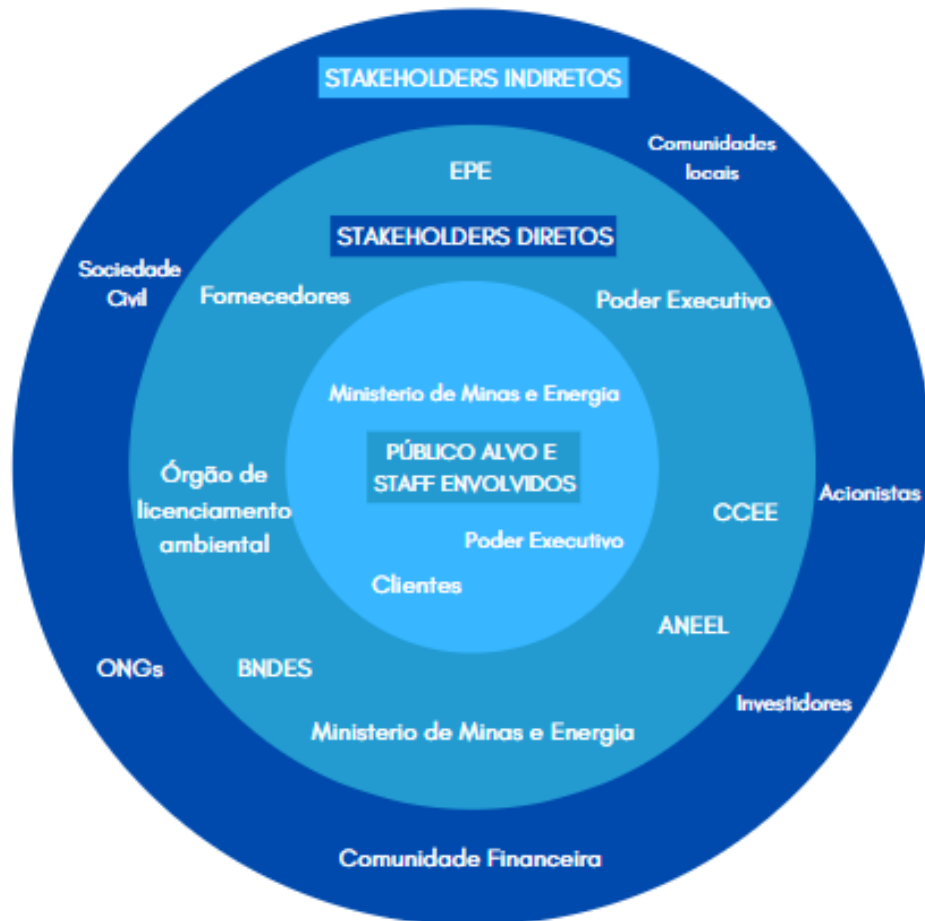 STAKEHOLDERS INDIRETOS
Comunidades
locais
EPE
STAKEHOLDERS DIRETOS
Sociedade
Civil
Fornecedores
Poder Executivo
Ministerio de Minas e Energia
PÚBLICO ALVO E
STAFF ENVOLVIDOS
Órgão de
licenciamento
ambiental
Acionistas
CCEE
Poder Executivo
Clientes
ANEEL
ONGs
BNDES
Investidores
Ministerio de Minas e Energia
Comunidade Financeira